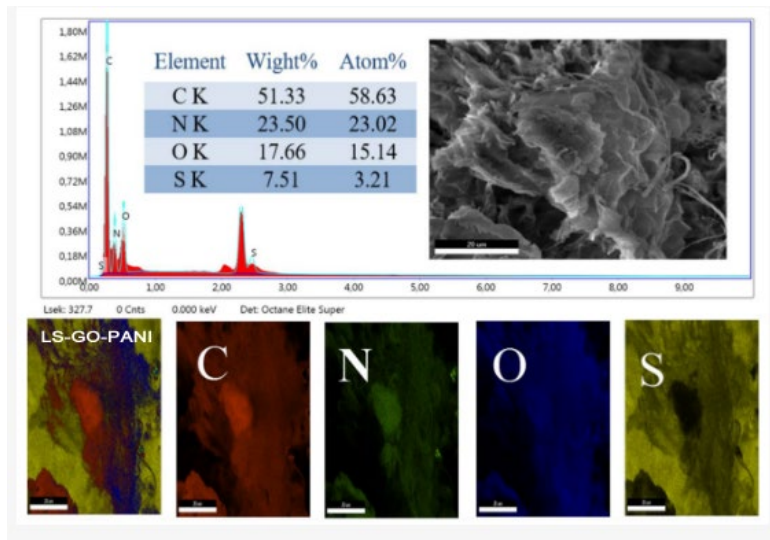 1,80M
1,62M
1,44M
1,26M
1,08M
0,90M
0,72M
0,54M
0,36M
0,18M
0,00M
C
N
O
S
S
Element Wight% Atom%
C K 51.33 58.63
N K 23.50 23.02
O K 17.66 15.14
S K 7.51 3.21
20 um
0,00 1,00 2,00 3,00 4,00 5,00 6,00 7,00 8,00 9,00
Lsek: 327.7 0 Cnts 0.000 keV Det: Octane Elite Super
LS-GO-PANI
C
N
O
S